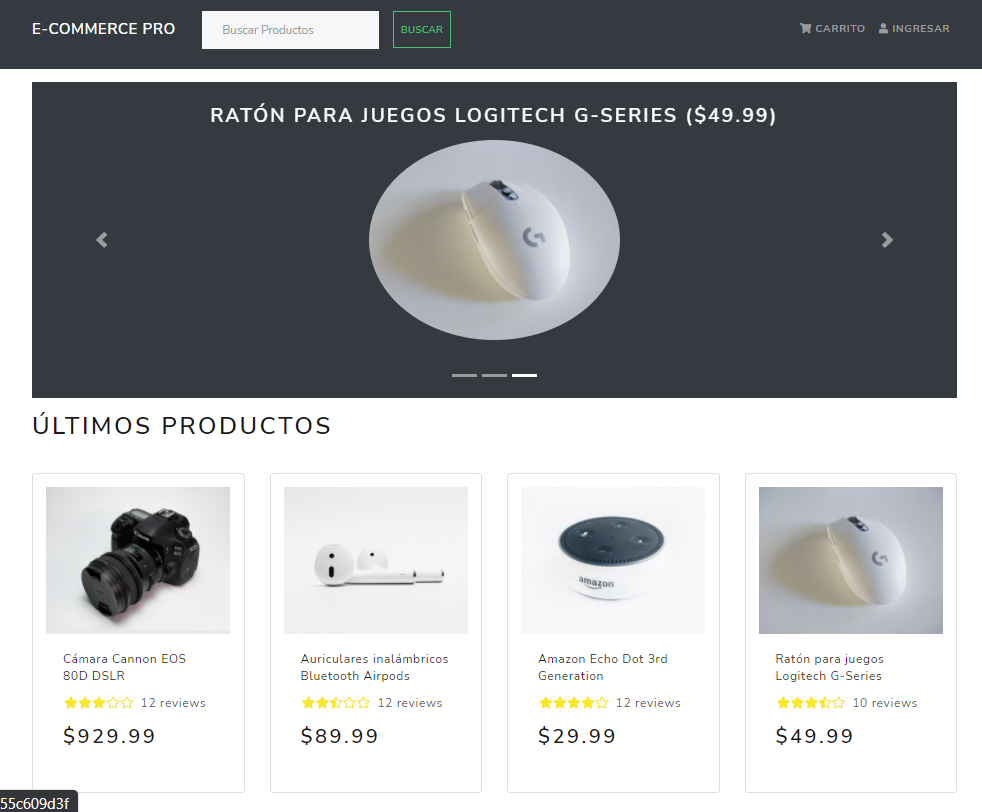 E-COMMERCE PRO
Buscar Productos
BUSCAR
CARRITO
INGRESAR
RATÓN PARA JUEGOS LOGITECH G-SERIES ($49.99)
ÚLTIMOS PRODUCTOS
amazon
Cámara Cannon EOS
80D DSLR
12 reviews
$929.99
Auriculares inalámbricos
Bluetooth Airpods
12 reviews
$89.99
Amazon Echo Dot 3rd
Generation
12 reviews
$29.99
Ratón para juegos
Logitech G-Series
10 reviews
$49.99
55c609d3f